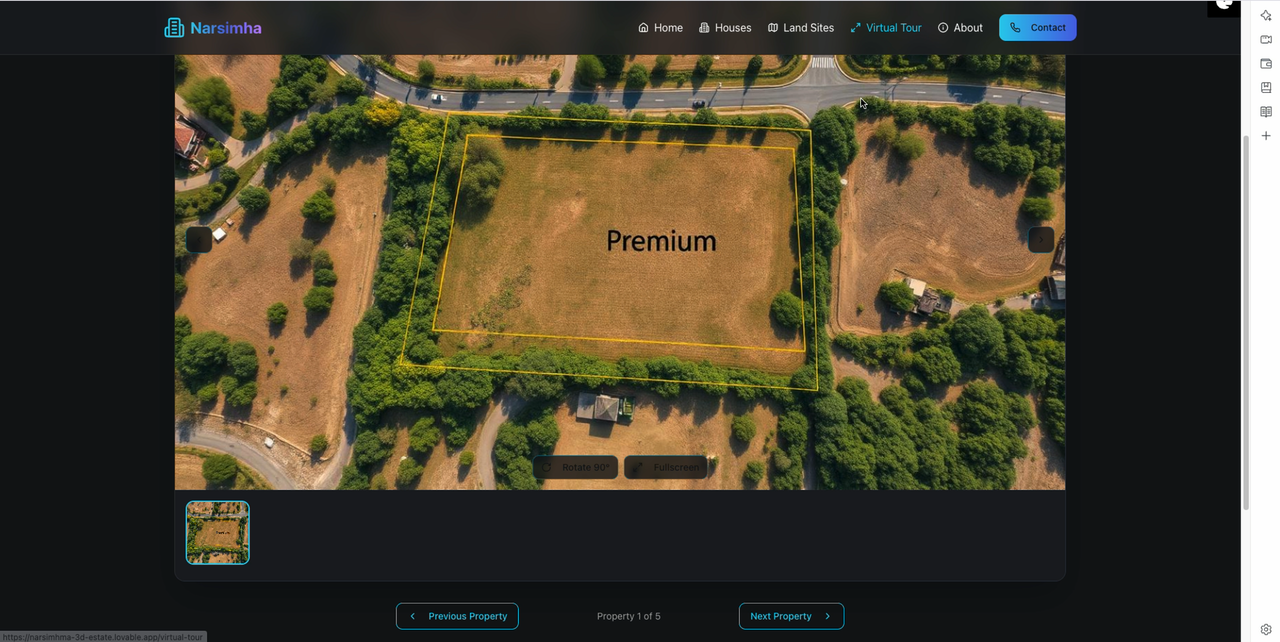 Narsimha
Home
Houses
Land Sites
Virtual Tour
About
Contact
Premium
Rotate 90°
Fullscreen
Previous Property
Property 1 of 5
Next Property
https://narsimhma-3d-estate.lovable.app/virtual-tour